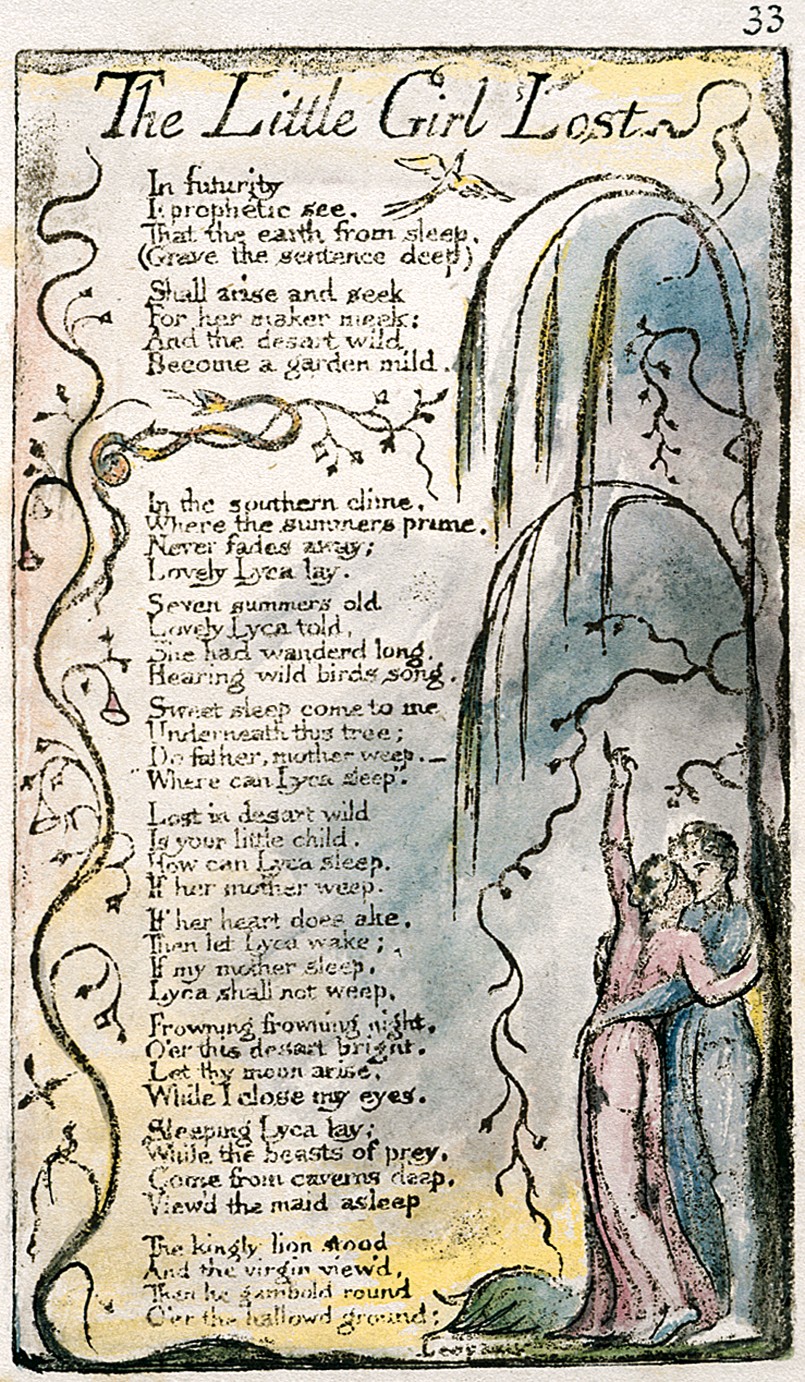 33
The Little Girl Lost
In futurity
I prophetic see,
That the earth from sleep,
(Grave the sentence deep)
Shall arise and seek
For her maker meek:
And the desart wild
Become a garden mild.
In the southern clime,
Where the summers prime,
Never fades away;
Lovely Lyca lay.
Seven summers old
Lovely Lyca told,
She had wanderd long,
Hearing wild birds song.
Sweet sleep come to me
Underneath this tree;
Do father, mother weep.—
"Where can Lyca sleep".
Lost in desart wild
Is your little child.
How can Lyca sleep,
If her mother weep.
If her heart does ake,
Then let Lyca wake;
If my mother sleep,
Lyca shall not weep.
Frowning frowning night,
O'er this desart bright,
Let thy moon arise,
While I close my eyes.
Sleeping Lyca lay;
While the beasts of prey,
Come from caverns deep,
View'd the maid asleep
The kingly lion stood
And the virgin view'd,
Then he gambold round
O'er the hallowd ground;